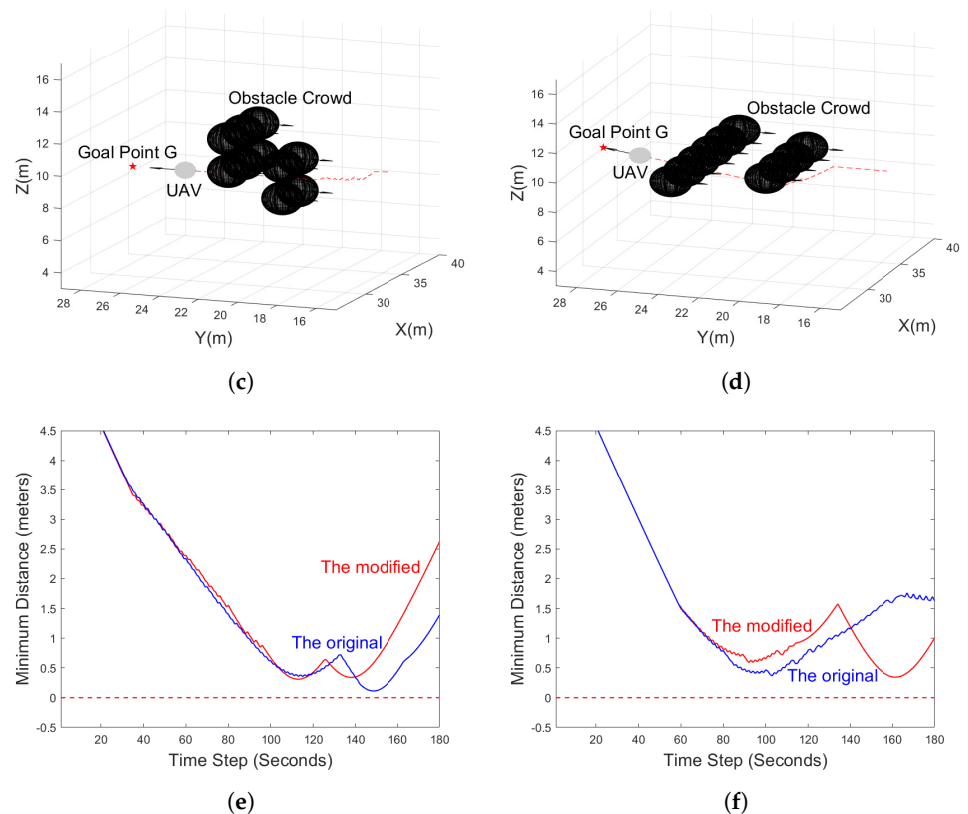 16
14
12
10
8
6
4
Z(m)
Obstacle Crowd
Goal Point G
UAV
28
26
24
22
20
18
16
Y(m)
30
35
40
X(m)
(c)
16
14
12
10
8
6
4
Z(m)
Obstacle Crowd
Goal Point G
UAV
28
26
24
22
20
18
16
Y(m)
30
35
40
X(m)
(d)
4.5
4
3.5
3
2.5
2
1.5
1
0.5
0
-0.5
Minimum Distance (meters)
The modified
The original
20 40 60 80 100 120 140 160 180
Time Step (Seconds)
(e)
4.5
4
3.5
3
2.5
2
1.5
1
0.5
0
-0.5
Minimum Distance (meters)
The modified
The original
20 40 60 80 100 120 140 160 180
Time Step (Seconds)
(f)